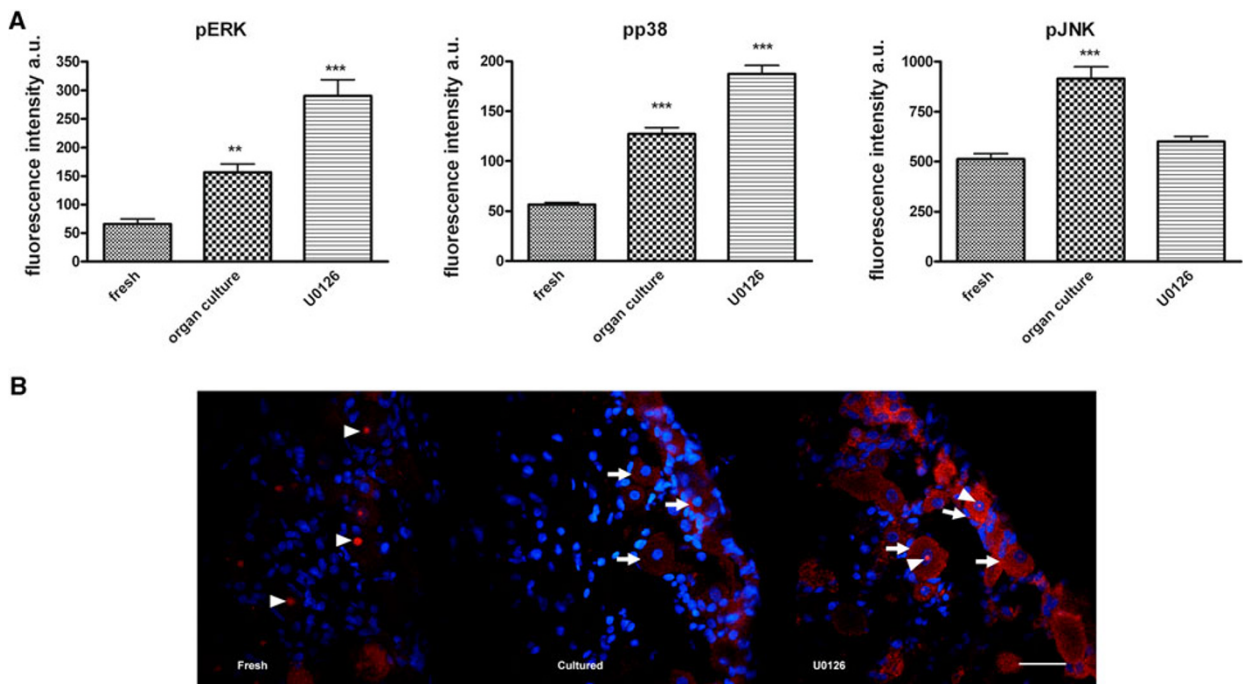 A
pERK
pp38
pJNK
fluorescence intensity a.u.
350
300
250
200
150
100
50
0
**
***
fresh
organ culture
U0126
fluorescence intensity a.u.
200
150
100
50
0
***
***
fresh
organ culture
U0126
fluorescence intensity a.u.
1000
750
500
250
0
***
fresh
organ culture
U0126
B
Fresh
Cultured
U0126